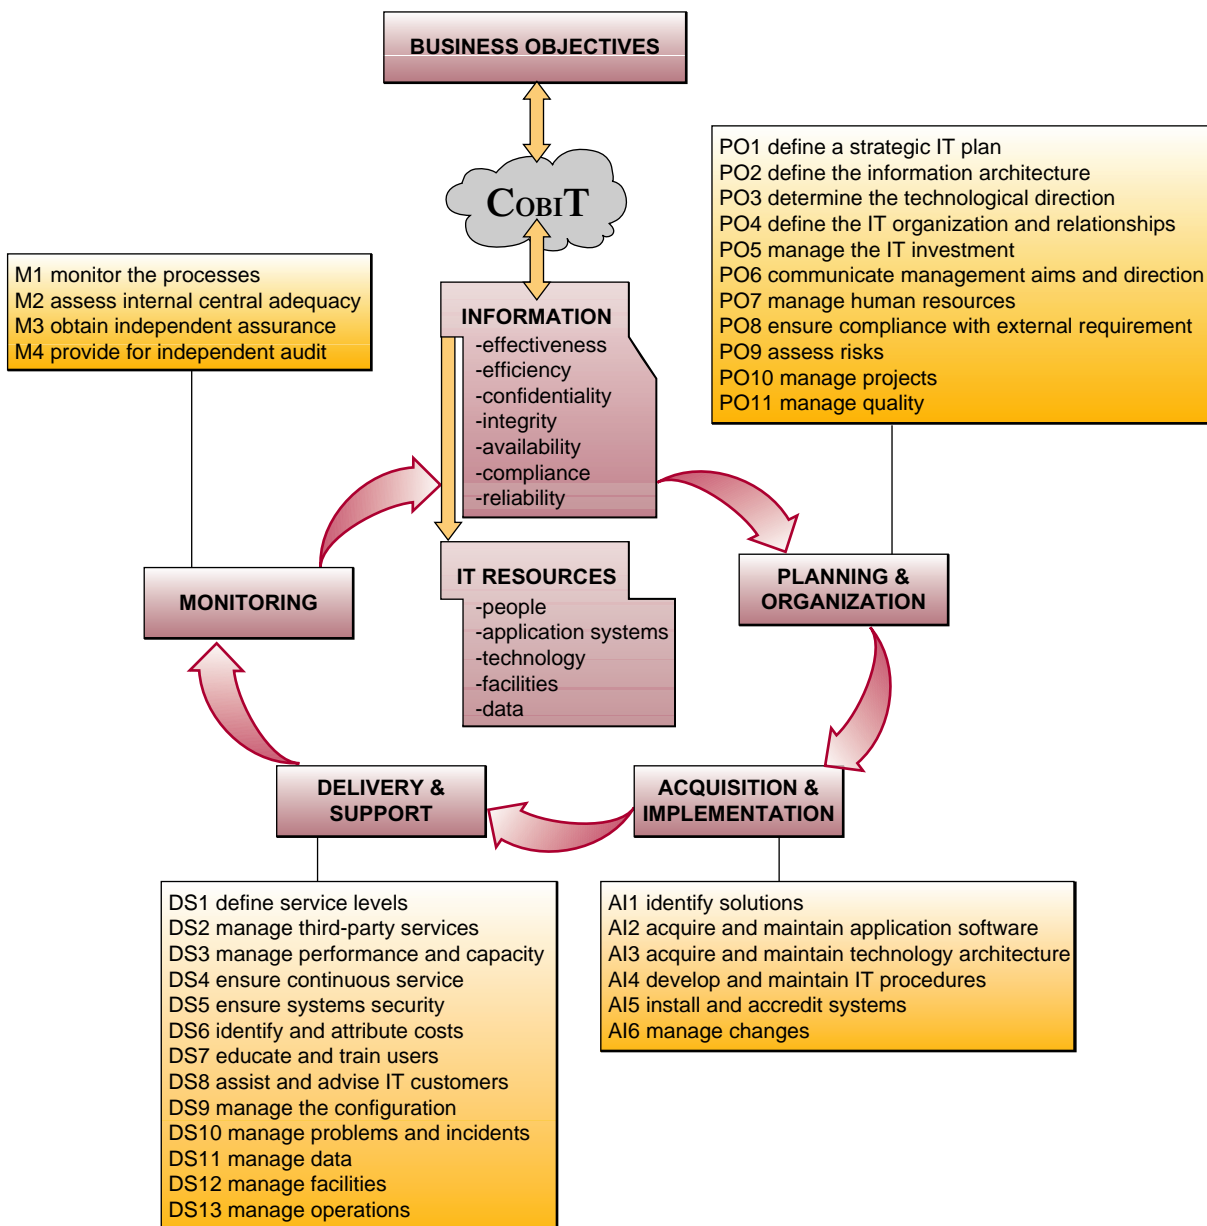 BUSINESS OBJECTIVES
COBIT
INFORMATION
-effectiveness
-efficiency
-confidentiality
-integrity
-availability
-compliance
-reliability
IT RESOURCES
-people
-application systems
-technology
-facilities
-data
PO1 define a strategic IT plan
PO2 define the information architecture
PO3 determine the technological direction
PO4 define the IT organization and relationships
PO5 manage the IT investment
PO6 communicate management aims and direction
PO7 manage human resources
PO8 ensure compliance with external requirement
PO9 assess risks
PO10 manage projects
PO11 manage quality
PLANNING &
ORGANIZATION
ACQUISITION &
IMPLEMENTATION
AI1 identify solutions
AI2 acquire and maintain application software
AI3 acquire and maintain technology architecture
AI4 develop and maintain IT procedures
AI5 install and accredit systems
AI6 manage changes
DELIVERY &
SUPPORT
DS1 define service levels
DS2 manage third-party services
DS3 manage performance and capacity
DS4 ensure continuous service
DS5 ensure systems security
DS6 identify and attribute costs
DS7 educate and train users
DS8 assist and advise IT customers
DS9 manage the configuration
DS10 manage problems and incidents
DS11 manage data
DS12 manage facilities
DS13 manage operations
MONITORING
M1 monitor the processes
M2 assess internal central adequacy
M3 obtain independent assurance
M4 provide for independent audit